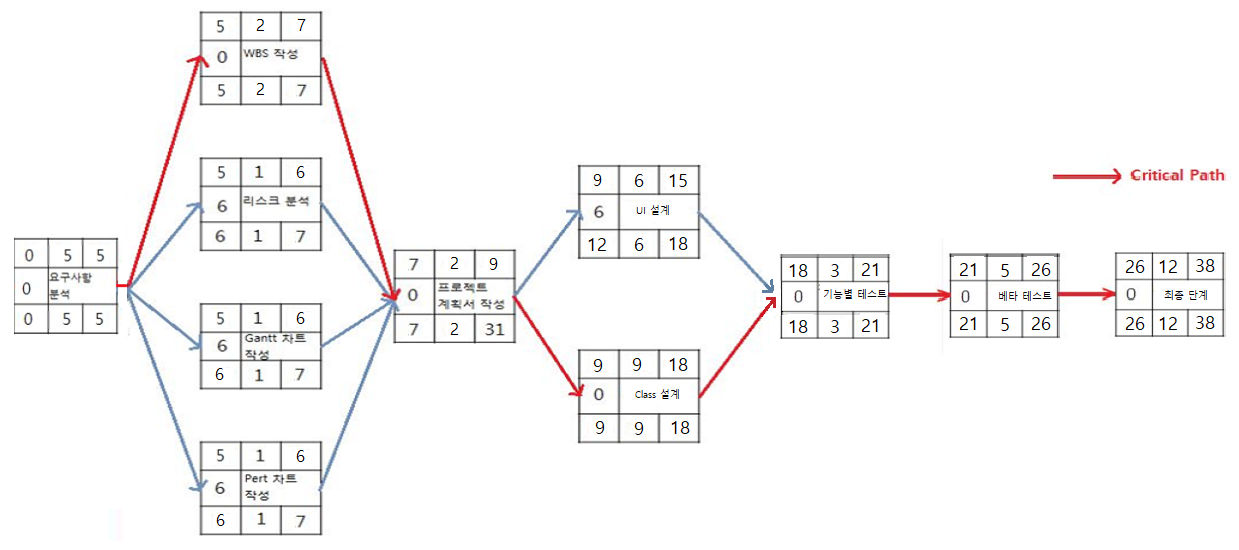 5 2 7
0 WBS 작성
5 2 7
5 1 6
6 리스크 분석
6 1 7
0 5 5
0 요구사항
분석
0 5 5
5 1 6
6 Gantt 차트
작성
6 1 7
5 1 6
6 Pert 차트
작성
6 1 7
7 2 9
0 프로젝트
계획서 작성
7 2 31
9 6 15
6 UI 설계
12 6 18
9 9 18
0 Class 설계
9 9 18
18 3 21
0 기능별 테스트
18 3 21
21 5 26
0 베타 테스트
21 5 26
26 12 38
0 최종 단계
26 12 38
Critical Path